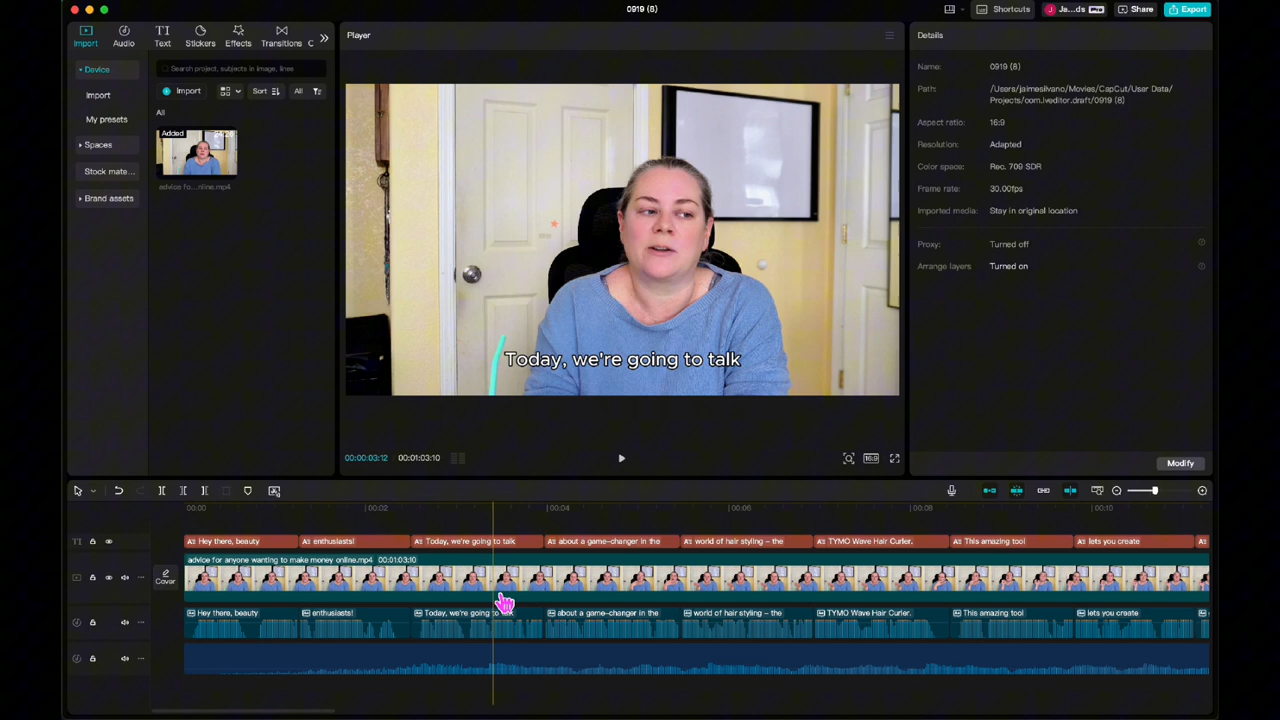 0919 (8)
Shortcuts
Ja...ds
Pro
Share
Export
Import
Audio
Text
Stickers
Effects
Transitions
C
Player
Details
Device
Import
My presets
Spaces
Stock mate...
Brand assets
Search project, subjects in image, lines
Import
Sort
All
All
Added
advice fo...nline.mp4
Today, we're going to talk
00:00:03:12
00:01:03:10
16:9
Name:
0919 (8)
Path:
/Users/jaimesilvano/Movies/CapCut/User Data/
Projects/com.lveditor.draft/0919 (8)
Aspect ratio:
16:9
Resolution:
Adapted
Color space:
Rec. 709 SDR
Frame rate:
30.00fps
Imported media:
Stay in original location
Proxy:
Turned off
Arrange layers
Turned on
Modify
00:00
00:02
00:04
00:06
00:08
00:10
Hey there, beauty
enthusiasts!
Today, we're going to talk
about a game-changer in the
world of hair styling – the
TYMO Wave Hair Curler.
This amazing tool
lets you create
advice for anyone wanting to make money online.mp4 00:01:03:10
Cover
Hey there, beauty
enthusiasts!
Today, we're going to
about a game-changer in the
world of hair styling – the
TYMO Wave Hair Curler.
This amazing tool
lets you create